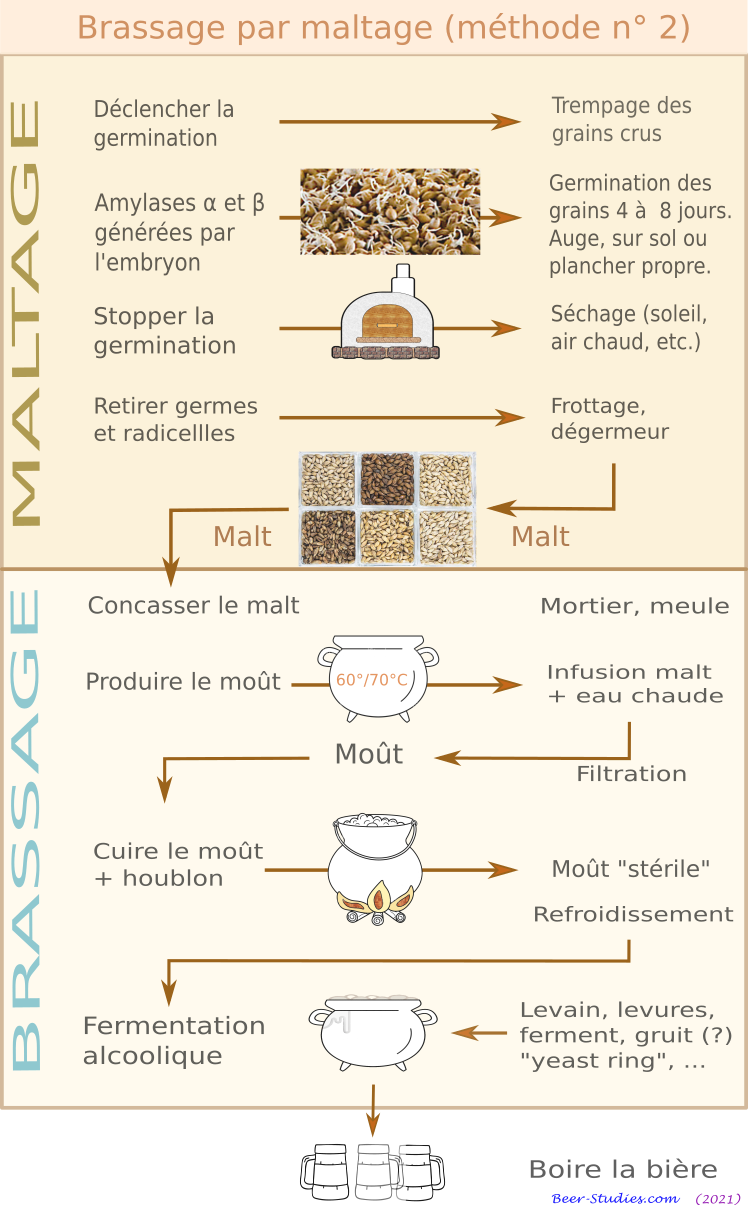 Brassage par maltage (méthode n° 2)
MALTAGE
Déclencher la
germination
Trempage des
grains crus
Amylases α et β
générées par
l'embryon
Germination des
grains 4 à  8 jours.
Auge, sur sol ou
plancher propre.
Stopper la
germination
Séchage (soleil,
air chaud, etc.)
Retirer germes
et radicellles
Frottage,
dégermeur
Malt
Malt
BRASSAGE
Concasser le malt
Mortier, meule
Produire le moût
60°/70°C
Infusion malt
+ eau chaude
Moût
Filtration
Cuire le moût
+ houblon
Moût "stérile"
Refroidissement
Fermentation
alcoolique
Levain, levures,
ferment, gruit (?)
"yeast ring", ...
Boire la bière
Beer-Studies.com (2021)